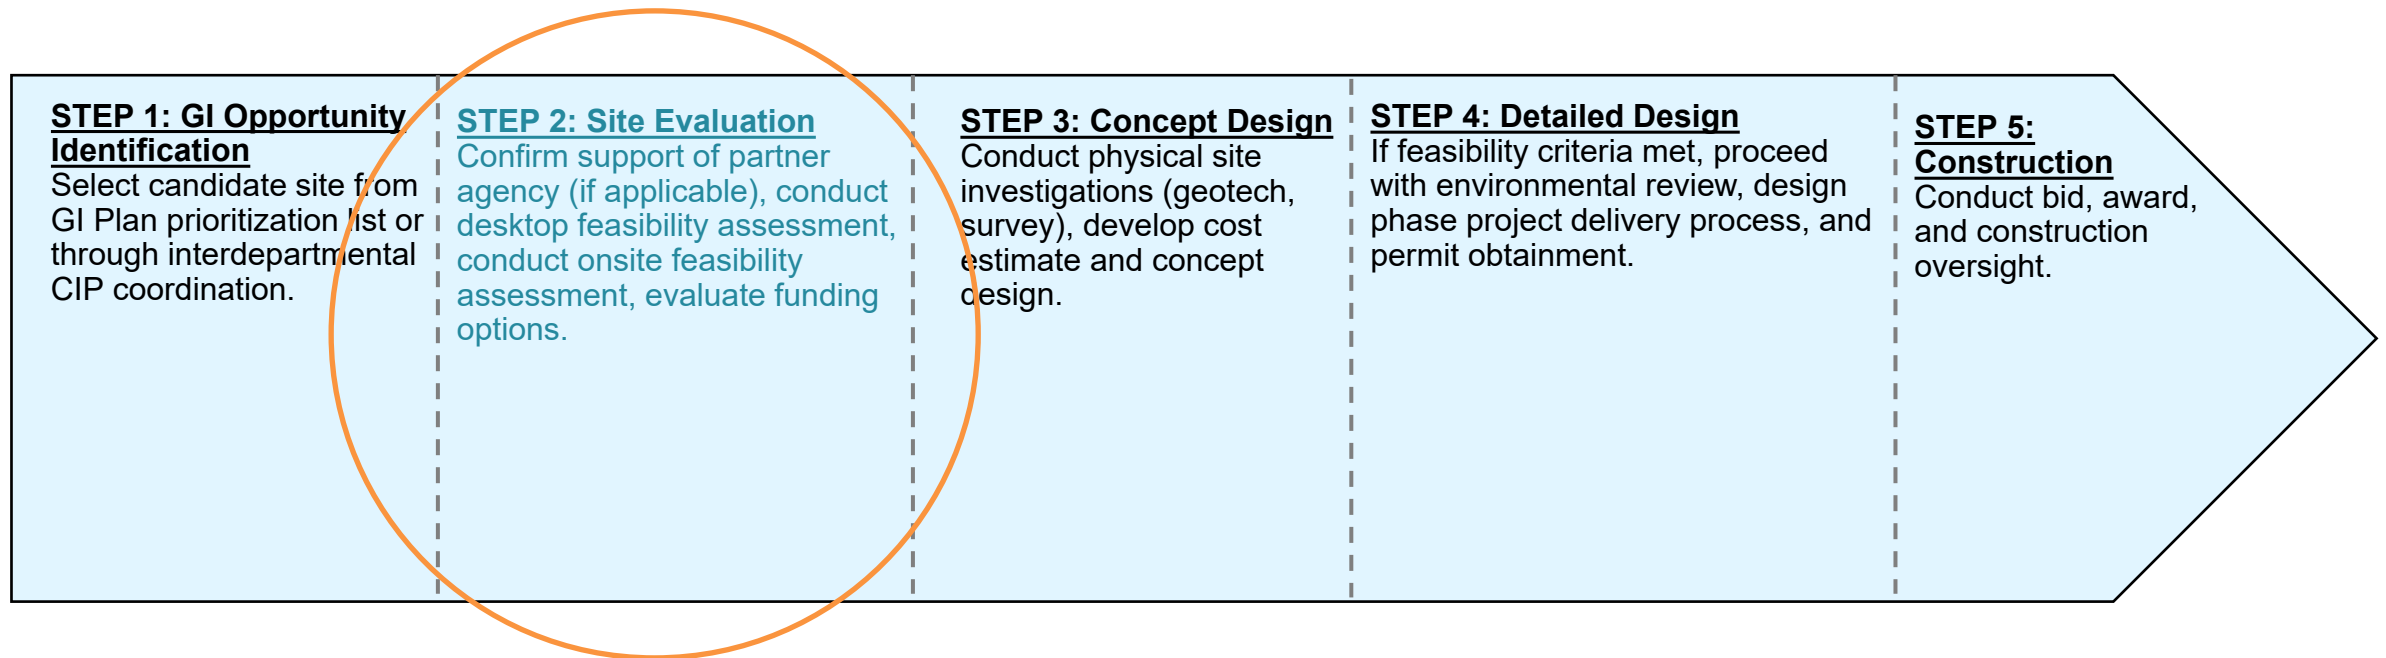 STEP 1: GI Opportunity
Identification
Select candidate site from
GI Plan prioritization list or
through interdepartmental
CIP coordination.
STEP 2: Site Evaluation
Confirm support of partner
agency (if applicable), conduct
desktop feasibility assessment,
conduct onsite feasibility
assessment, evaluate funding
options.
STEP 3: Concept Design
Conduct physical site
investigations (geotech,
survey), develop cost
estimate and concept
design.
STEP 4: Detailed Design
If feasibility criteria met, proceed
with environmental review, design
phase project delivery process, and
permit obtainment.
STEP 5:
Construction
Conduct bid, award,
and construction
oversight.